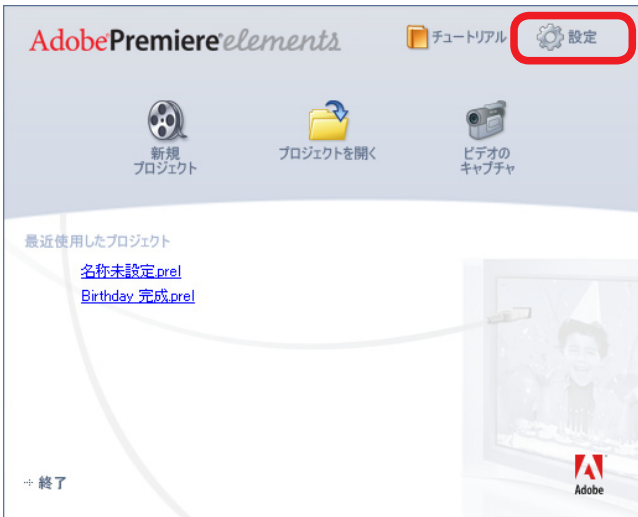 Adobe® Premiere® elements
チュートリアル
設定
新規
プロジェクト
プロジェクトを開く
ビデオの
キャプチャ
最近使用したプロジェクト
名称未設定.prel
Birthday 完成.prel
終了
Adobe